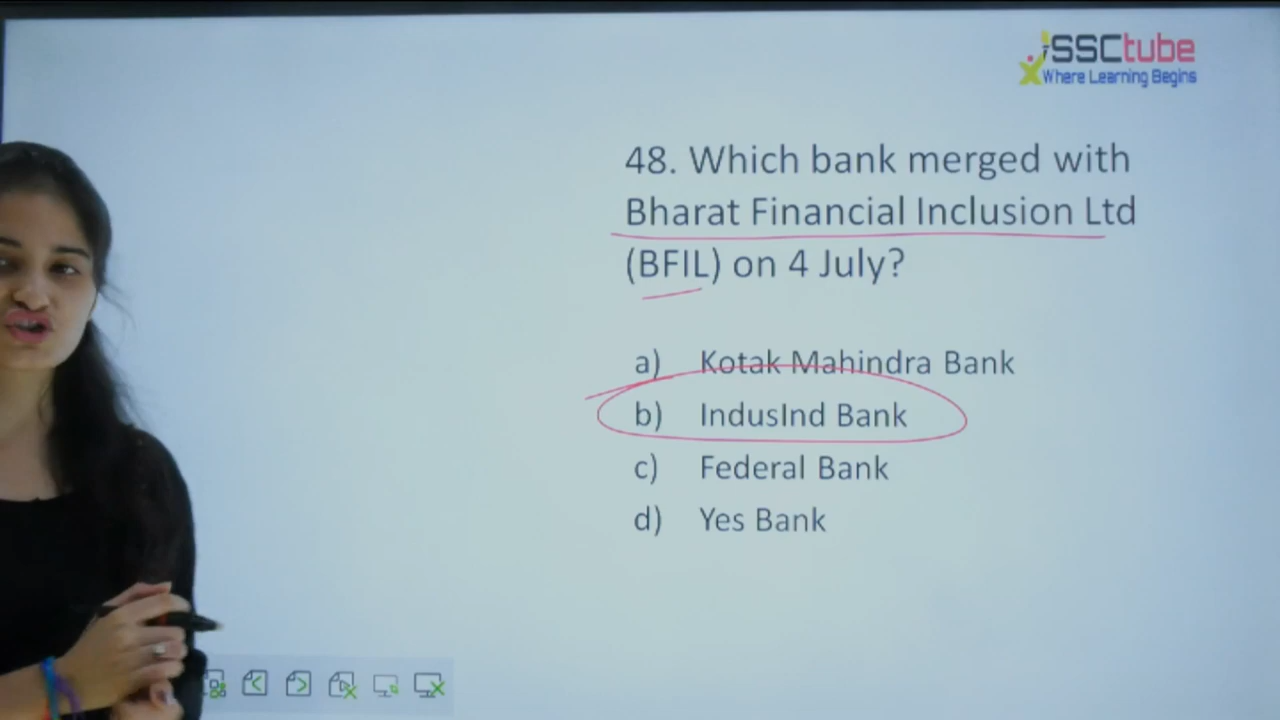 SSCtube
Where Learning Begins
48. Which bank merged with
Bharat Financial Inclusion Ltd
(BFIL) on 4 July?
a) Kotak Mahindra Bank
b) IndusInd Bank
c) Federal Bank
d) Yes Bank